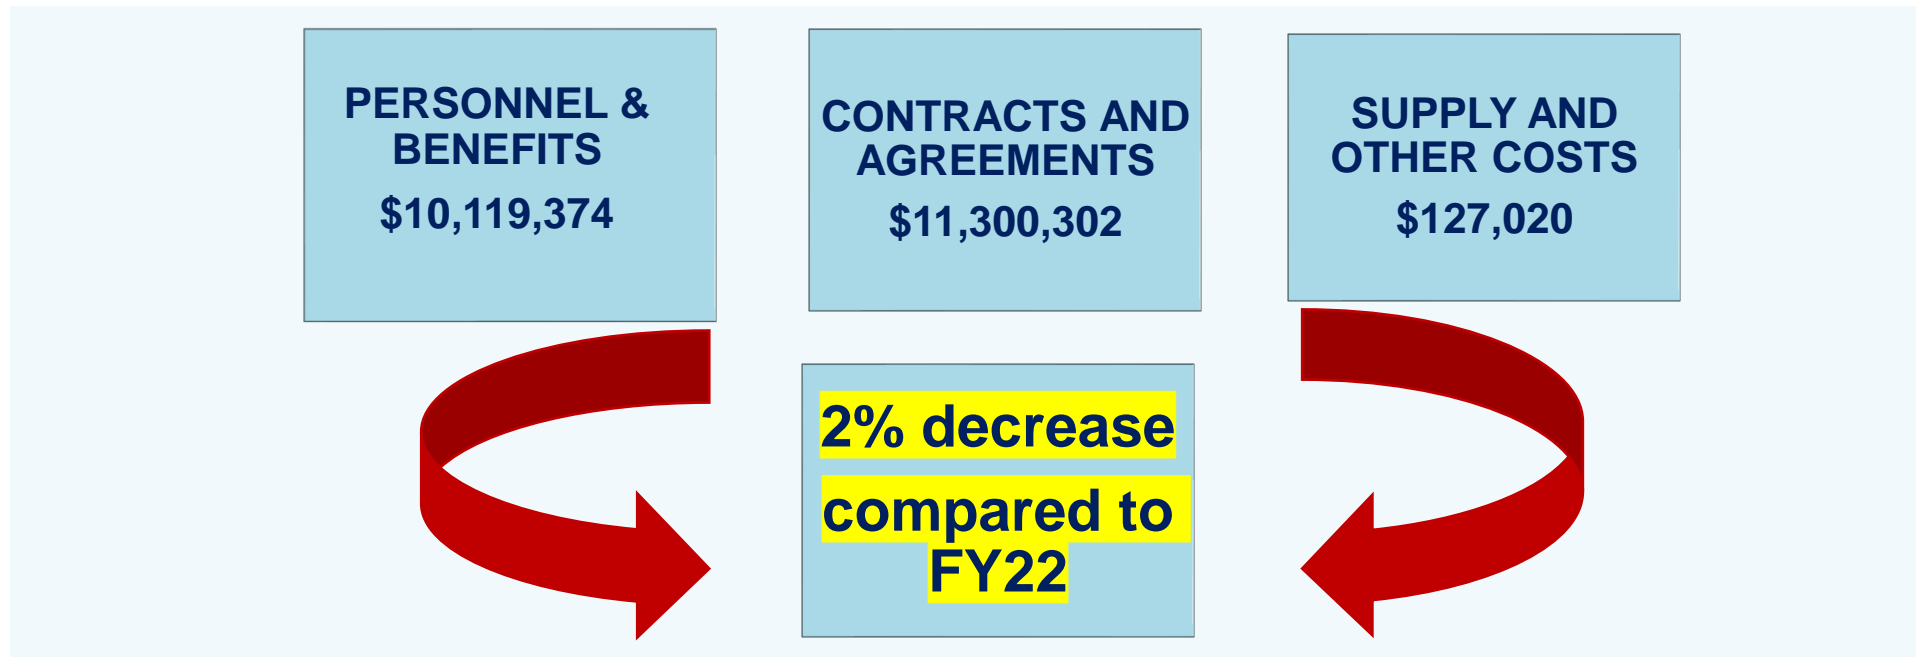 PERSONNEL &
BENEFITS
$10,119,374
CONTRACTS AND
AGREEMENTS
$11,300,302
SUPPLY AND
OTHER COSTS
$127,020
2% decrease
compared to
FY22